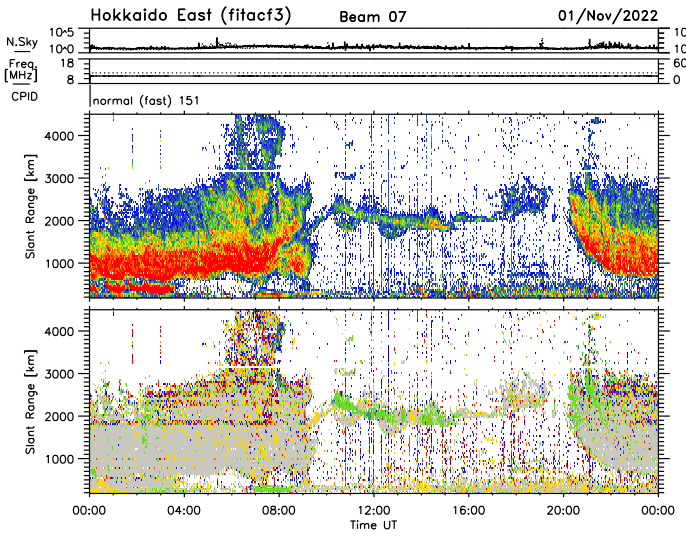 Hokkaido East (fitacf3) Beam 07 01/Nov/2022
N.Sky 10^5 10^0 10 10
Freq. [MHz] 18 8 60 0
CPID normal (fast) 151
Slant Range [km] 4000 3000 2000 1000
Slant Range [km] 4000 3000 2000 1000
00:00 04:00 08:00 12:00 16:00 20:00 00:00
Time UT